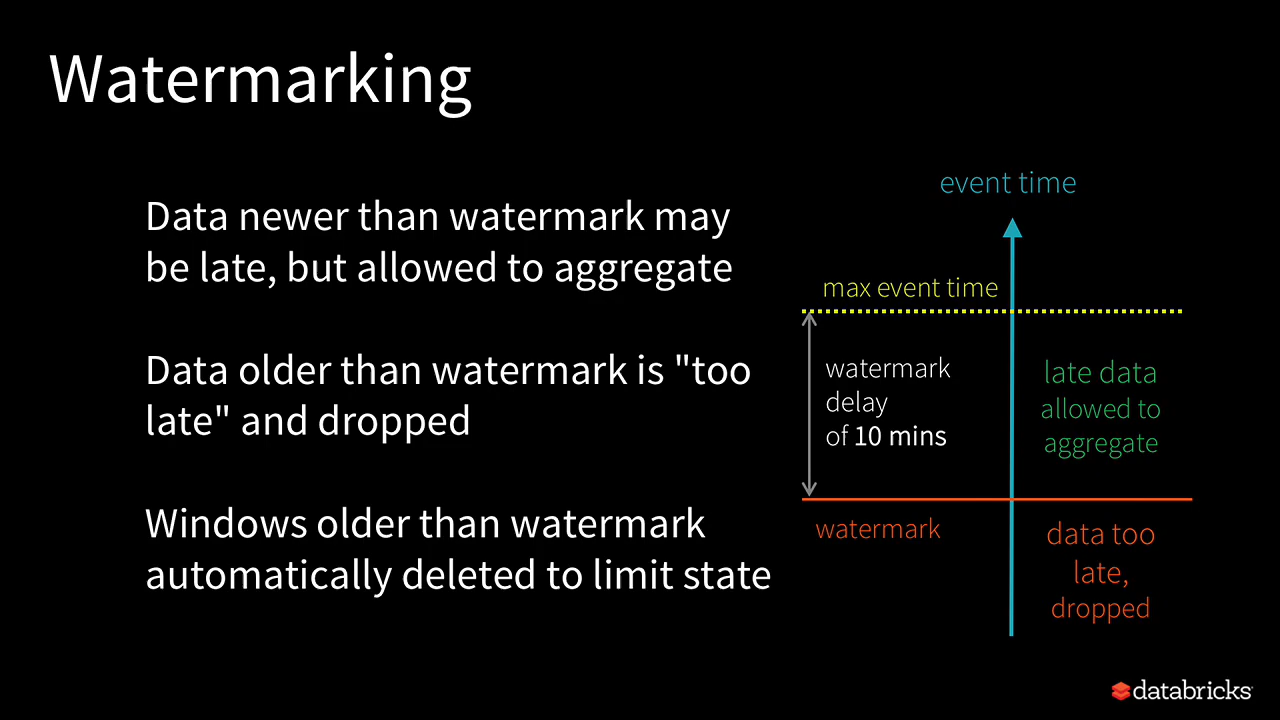 Watermarking
Data newer than watermark may
be late, but allowed to aggregate
Data older than watermark is "too
late" and dropped
Windows older than watermark
automatically deleted to limit state
event time
max event time
watermark
delay
of 10 mins
late data
allowed to
aggregate
watermark
data too
late,
dropped
databricks